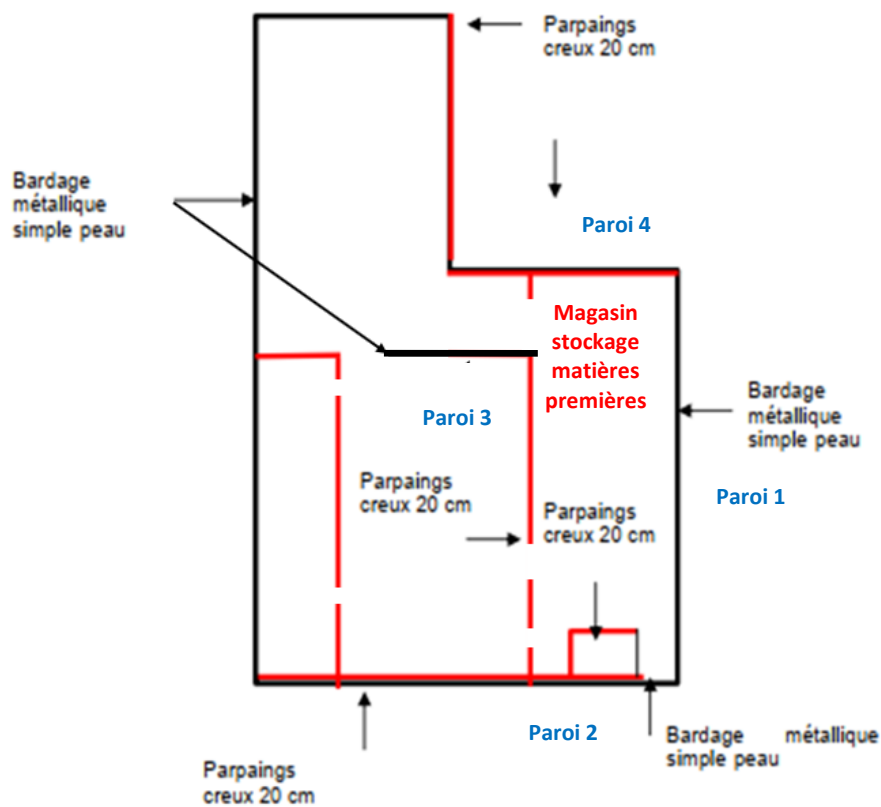 Parpaings
creux 20 cm
Bardage
métallique
simple peau
Paroi 4
Magasin
stockage
matières
premières
Bardage
métallique
simple peau
Paroi 3
Parpaings
creux 20 cm
Parpaings
creux 20 cm
Paroi 1
Paroi 2
Bardage métallique
simple peau
Parpaings
creux 20 cm